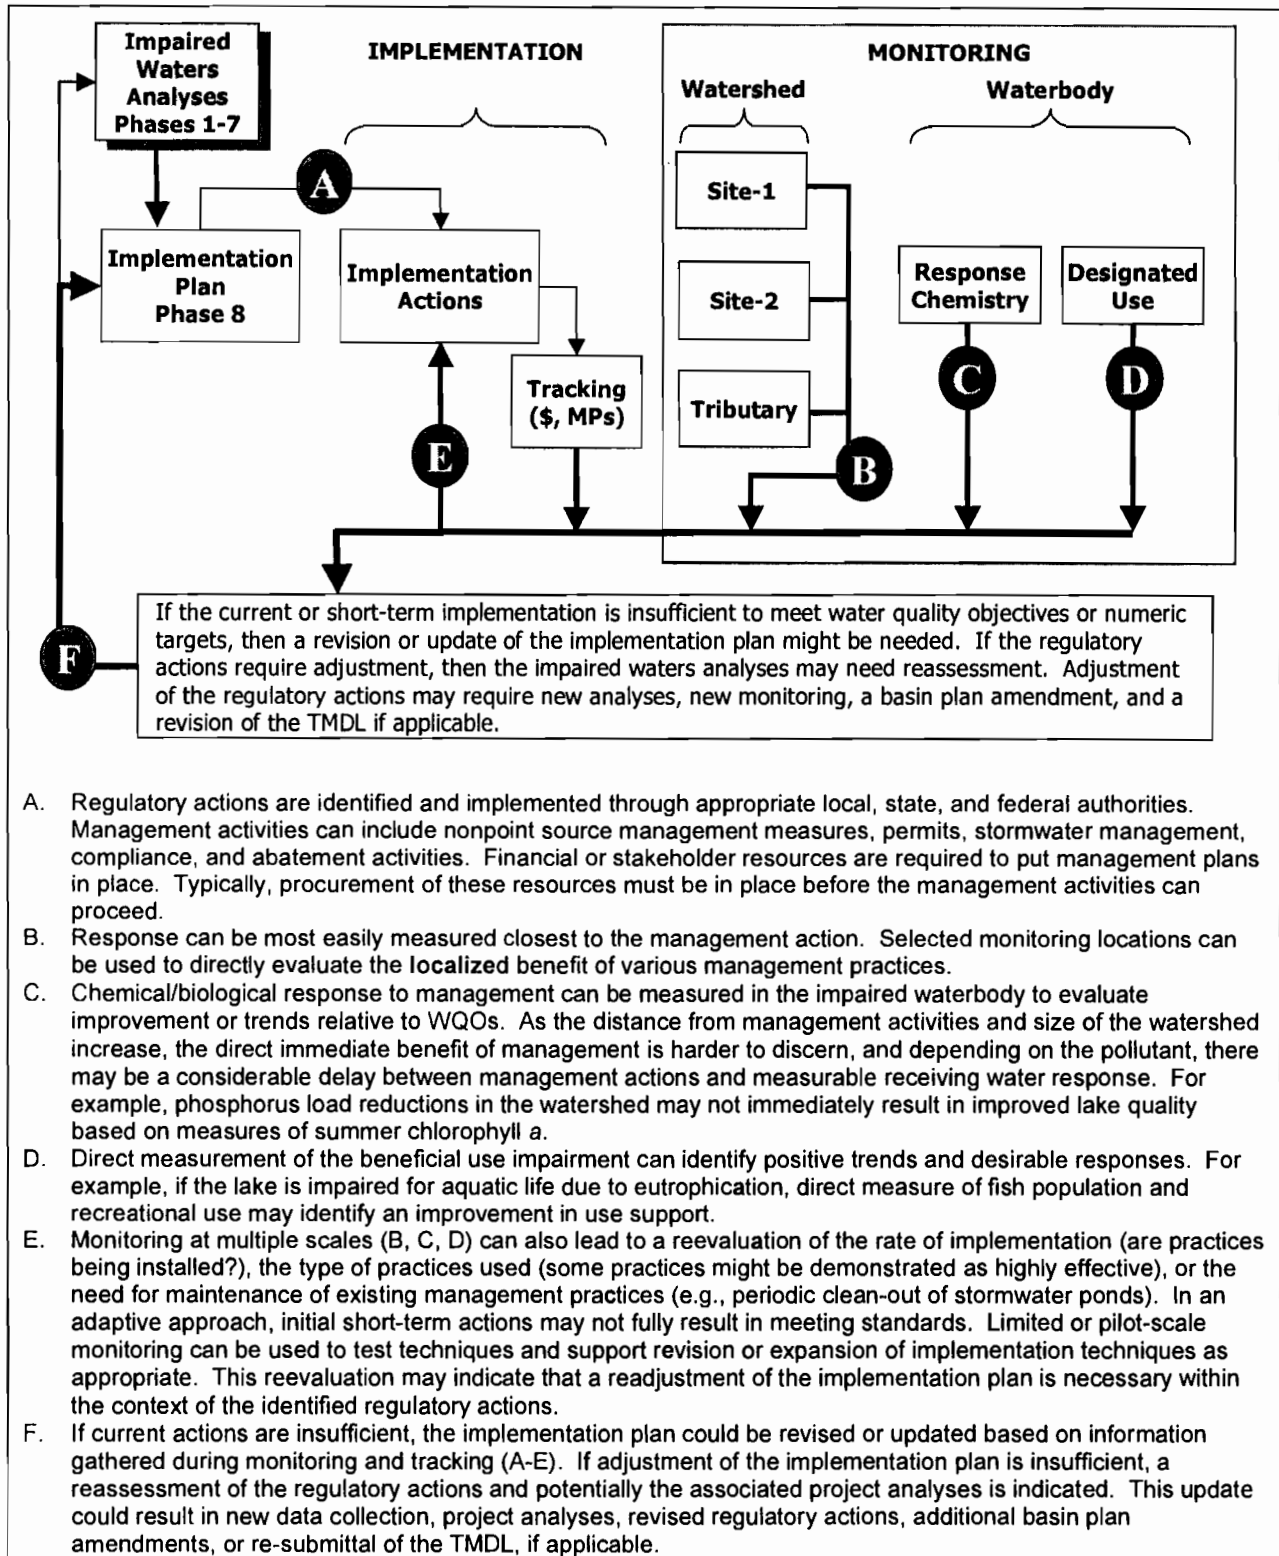 Impaired
Waters
Analyses
Phases 1-7
IMPLEMENTATION
MONITORING
Watershed
Waterbody
A
Site-1
Implementation
Plan
Phase 8
Implementation
Actions
Site-2
Response
Chemistry
Designated
Use
Tracking
($, MPs)
Tributary
C
D
E
B
F
If the current or short-term implementation is insufficient to meet water quality objectives or numeric
targets, then a revision or update of the implementation plan might be needed. If the regulatory
actions require adjustment, then the impaired waters analyses may need reassessment. Adjustment
of the regulatory actions may require new analyses, new monitoring, a basin plan amendment, and a
revision of the TMDL if applicable.
A. Regulatory actions are identified and implemented through appropriate local, state, and federal authorities.
Management activities can include nonpoint source management measures, permits, stormwater management,
compliance, and abatement activities. Financial or stakeholder resources are required to put management plans
in place. Typically, procurement of these resources must be in place before the management activities can
proceed.
B. Response can be most easily measured closest to the management action. Selected monitoring locations can
be used to directly evaluate the localized benefit of various management practices.
C. Chemical/biological response to management can be measured in the impaired waterbody to evaluate
improvement or trends relative to WQOs. As the distance from management activities and size of the watershed
increase, the direct immediate benefit of management is harder to discern, and depending on the pollutant, there
may be a considerable delay between management actions and measurable receiving water response. For
example, phosphorus load reductions in the watershed may not immediately result in improved lake quality
based on measures of summer chlorophyll a.
D. Direct measurement of the beneficial use impairment can identify positive trends and desirable responses. For
example, if the lake is impaired for aquatic life due to eutrophication, direct measure of fish population and
recreational use may identify an improvement in use support.
E. Monitoring at multiple scales (B, C, D) can also lead to a reevaluation of the rate of implementation (are practices
being installed?), the type of practices used (some practices might be demonstrated as highly effective), or the
need for maintenance of existing management practices (e.g., periodic clean-out of stormwater ponds). In an
adaptive approach, initial short-term actions may not fully result in meeting standards. Limited or pilot-scale
monitoring can be used to test techniques and support revision or expansion of implementation techniques as
appropriate. This reevaluation may indicate that a readjustment of the implementation plan is necessary within
the context of the identified regulatory actions.
F. If current actions are insufficient, the implementation plan could be revised or updated based on information
gathered during monitoring and tracking (A-E). If adjustment of the implementation plan is insufficient, a
reassessment of the regulatory actions and potentially the associated project analyses is indicated. This update
could result in new data collection, project analyses, revised regulatory actions, additional basin plan
amendments, or re-submittal of the TMDL, if applicable.